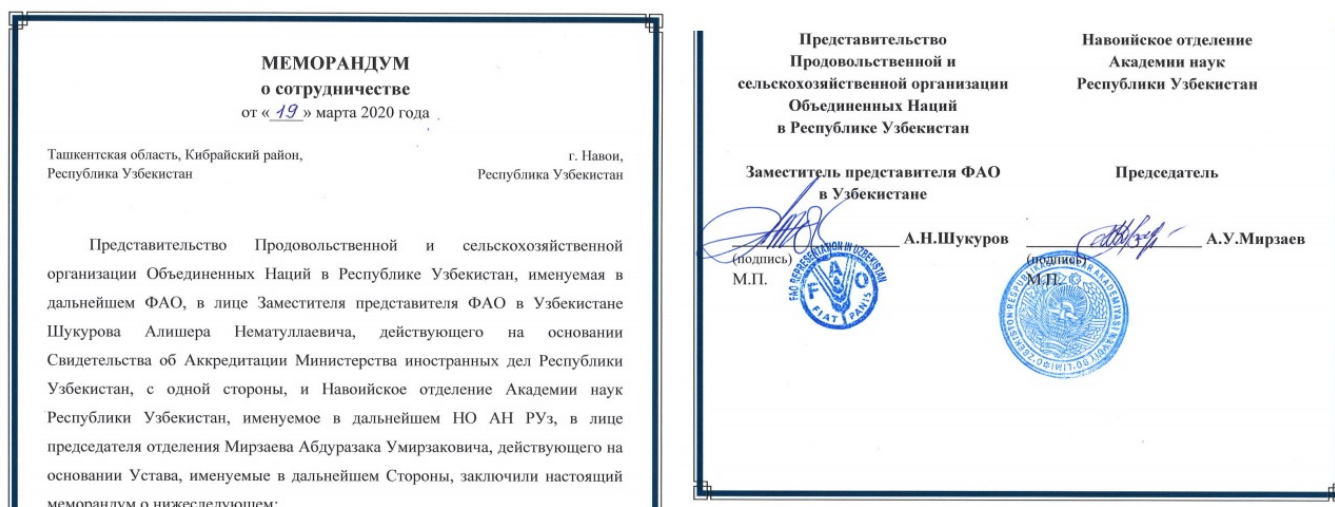 МЕМОРАНДУМ
о сотрудничестве
от «19» марта 2020 года
Ташкентская область, Кибрайский район,
Республика Узбекистан
г. Навои,
Республика Узбекистан
Представительство Продовольственной и сельскохозяйственной
организации Объединенных Наций в Республике Узбекистан, именуемая в
дальнейшем ФАО, в лице Заместителя представителя ФАО в Узбекистане
Шукурова Алишера Нематуллаевича, действующего на основании
Свидетельства об Аккредитации Министерства иностранных дел Республики
Узбекистан, с одной стороны, и Навоийское отделение Академии наук
Республики Узбекистан, именуемое в дальнейшем НО АН РУз, в лице
председателя отделения Мирзаева Абдуразака Умирзаковича, действующего на
основании Устава, именуемые в дальнейшем Стороны, заключили настоящий
меморандум о нижеследующем:
Представительство
Продовольственной и
сельскохозяйственной организации
Объединенных Наций
в Республике Узбекистан
Навоийское отделение
Академии наук
Республики Узбекистан
Заместитель представителя ФАО
в Узбекистане
Председатель
А.Н.Шукуров
(подпись)
М.П.
FAO REPRESENTATION IN UZBEKISTAN
FAO
FIAT PANIS
А.У.Мирзаев
(подпись)
М.П.